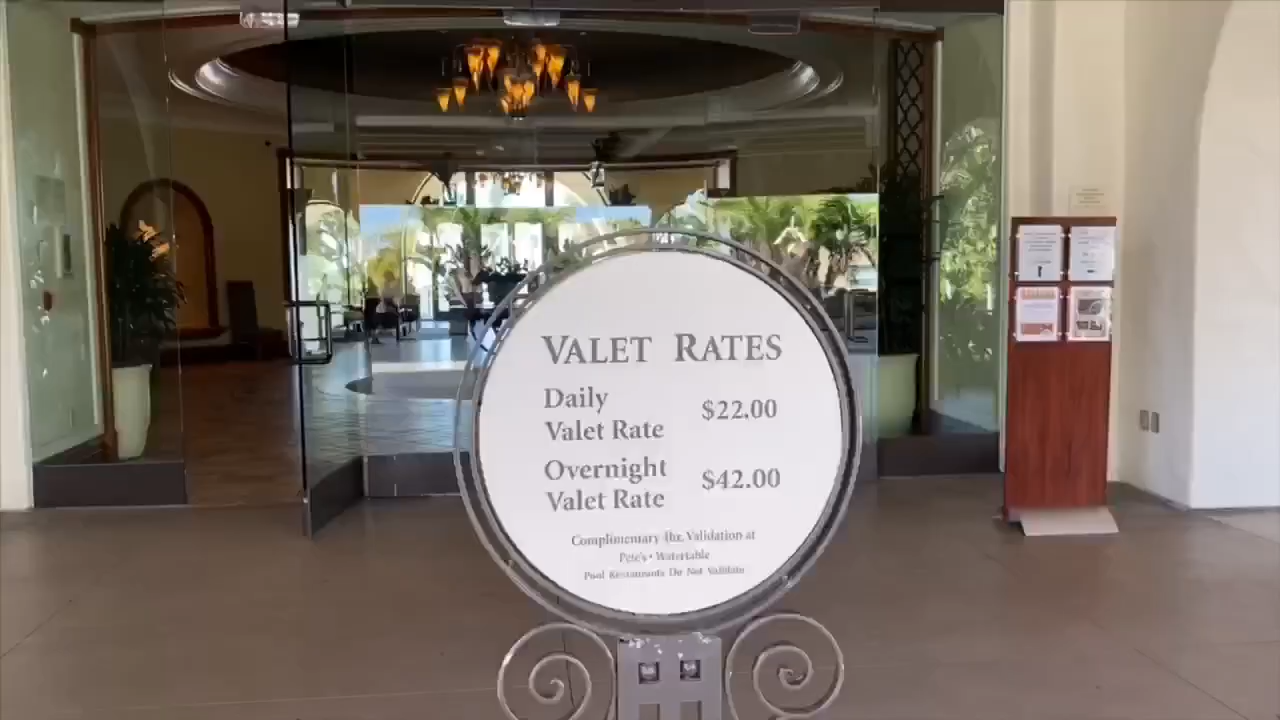 VALET RATES
Daily
Valet Rate
$22.00
Overnight
Valet Rate
$42.00
Complimentary Validation at
Pete's • Watertable
Pool Restaurants Do Not Validate